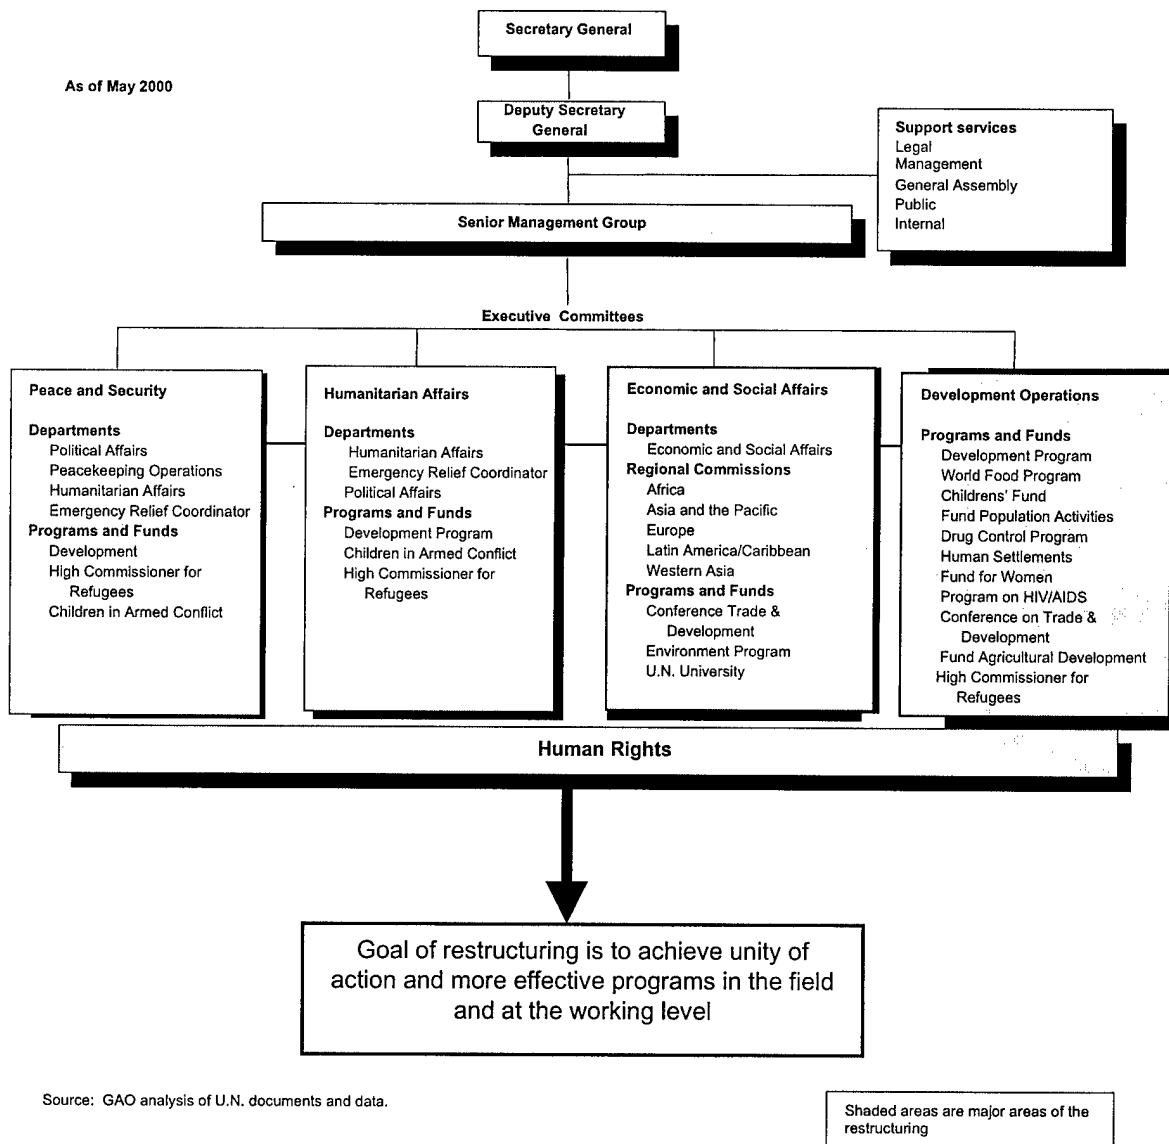 Secretary General
As of May 2000
Deputy Secretary
General
Support services
Legal
Management
General Assembly
Public
Internal
Senior Management Group
Executive Committees
Peace and Security
Departments
Political Affairs
Peacekeeping Operations
Humanitarian Affairs
Emergency Relief Coordinator
Programs and Funds
Development
High Commissioner for
Refugees
Children in Armed Conflict
Humanitarian Affairs
Departments
Humanitarian Affairs
Emergency Relief Coordinator
Political Affairs
Programs and Funds
Development Program
Children in Armed Conflict
High Commissioner for
Refugees
Economic and Social Affairs
Departments
Economic and Social Affairs
Regional Commissions
Africa
Asia and the Pacific
Europe
Latin America/Caribbean
Western Asia
Programs and Funds
Conference Trade &
Development
Environment Program
U.N. University
Development Operations
Programs and Funds
Development Program
World Food Program
Childrens' Fund
Fund Population Activities
Drug Control Program
Human Settlements
Fund for Women
Program on HIV/AIDS
Conference on Trade &
Development
Fund Agricultural Development
High Commissioner for
Refugees
Human Rights
Goal of restructuring is to achieve unity of
action and more effective programs in the field
and at the working level
Source: GAO analysis of U.N. documents and data.
Shaded areas are major areas of the
restructuring